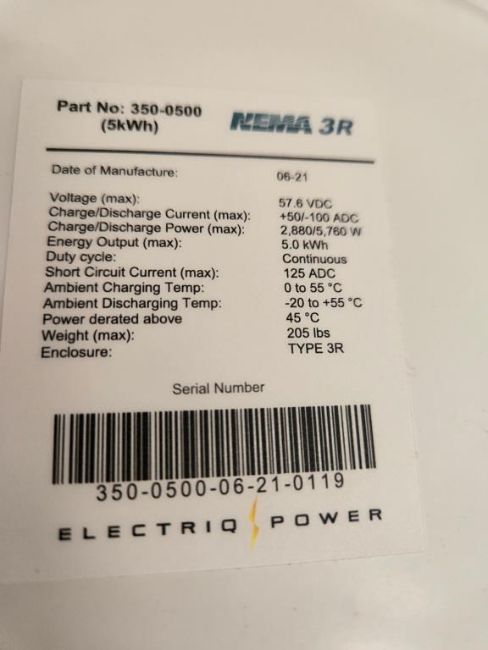 Part No: 350-0500
(5kWh)
NEMA 3R
Date of Manufacture: 06-21
Voltage (max): 57.6 VDC
Charge/Discharge Current (max): +50/-100 ADC
Charge/Discharge Power (max): 2,880/5,760 W
Energy Output (max): 5.0 kWh
Duty cycle: Continuous
Short Circuit Current (max): 125 ADC
Ambient Charging Temp: 0 to 55 °C
Ambient Discharging Temp: -20 to +55 °C
Power derated above 45 °C
Weight (max): 205 lbs
Enclosure: TYPE 3R
Serial Number
350-0500-06-21-0119
ELECTRIQ POWER